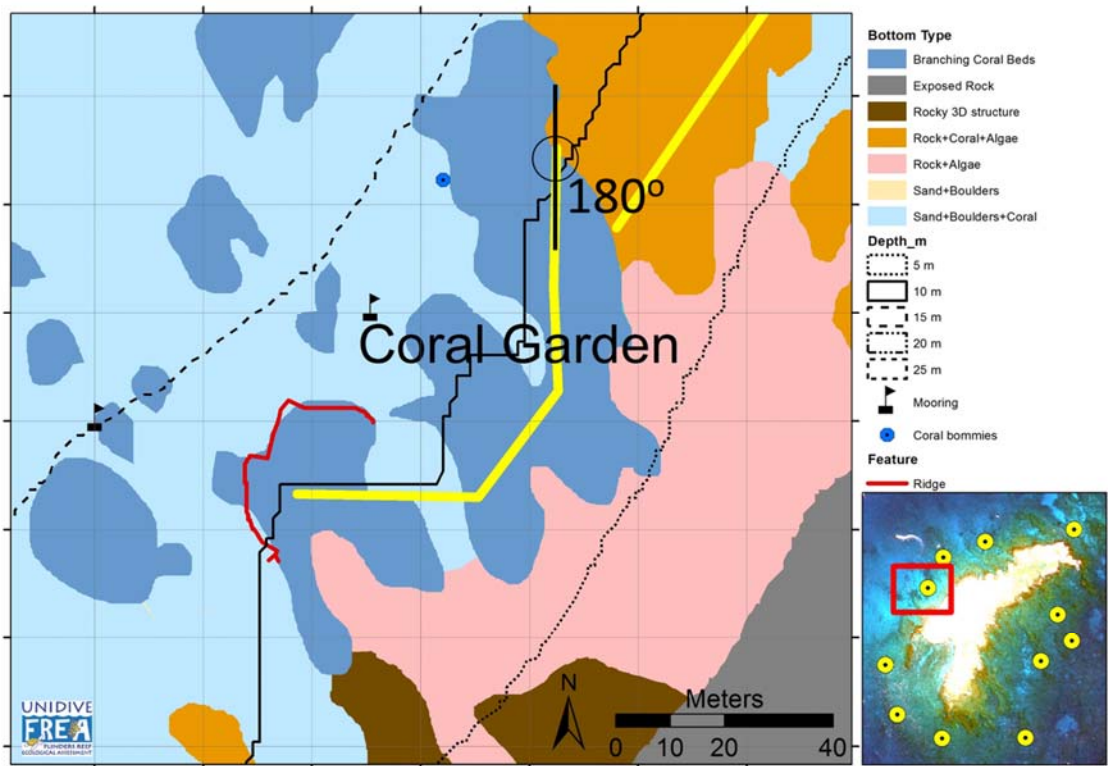 180°
Coral Garden
N
Meters
0 10 20 40
UNIDIVE
FREA
FLINDERS REEF
ECOLOGICAL ASSESSMENT
Bottom Type
Branching Coral Beds
Exposed Rock
Rocky 3D structure
Rock+Coral+Algae
Rock+Algae
Sand+Boulders
Sand+Boulders+Coral
Depth_m
5 m
10 m
15 m
20 m
25 m
Mooring
Coral bommies
Feature
Ridge